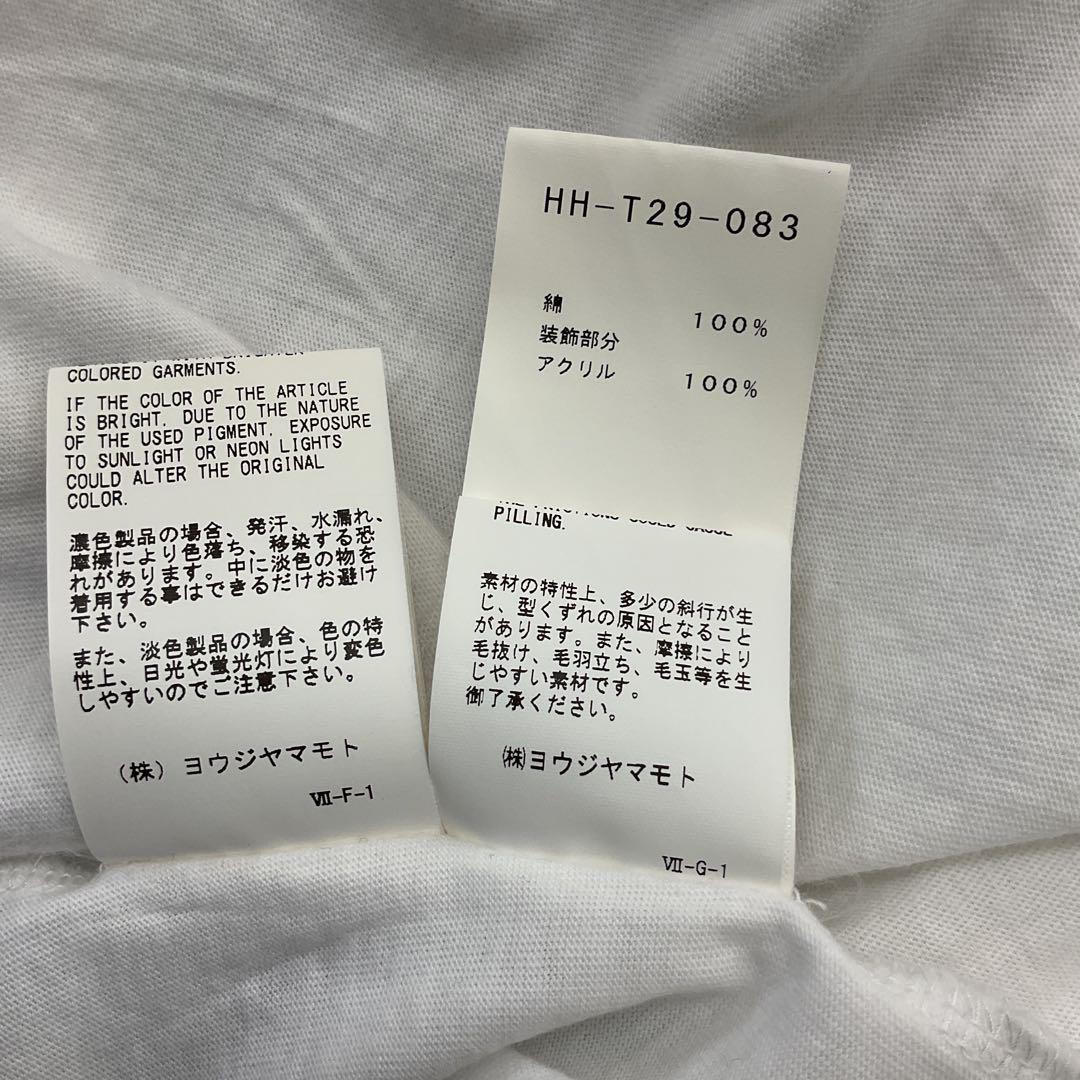 COLORED GARMENTS.
IF THE COLOR OF THE ARTICLE
IS BRIGHT, DUE TO THE NATURE
OF THE USED PIGMENT, EXPOSURE
TO SUNLIGHT OR NEON LIGHTS
COULD ALTER THE ORIGINAL
COLOR.
濃色製品の場合、発汗、水漏れ、
摩擦により色落ち、移染する恐
れがあります。中に淡色の物を
着用する事はできるだけお避け
下さい。
また、淡色製品の場合、色の特
性上、日光や蛍光灯により変色
しやすいのでご注意下さい。
(株) ヨウジヤマモト
Ⅶ-F-1
HH-T29-083
綿 100%
装飾部分
アクリル 100%
PILLING.
素材の特性上、多少の斜行が生
じ、型くずれの原因となること
があります。また、摩擦により
毛抜け、毛羽立ち、毛玉等を生
じやすい素材です。
御了承ください。
㈱ヨウジヤマモト
Ⅶ-G-1